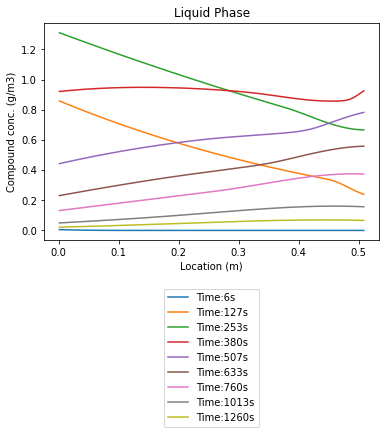 Liquid Phase
Compound conc. (g/m3)
1.2
1.0
0.8
0.6
0.4
0.2
0.0
0.0 0.1 0.2 0.3 0.4 0.5
Location (m)
Time:6s
Time:127s
Time:253s
Time:380s
Time:507s
Time:633s
Time:760s
Time:1013s
Time:1260s